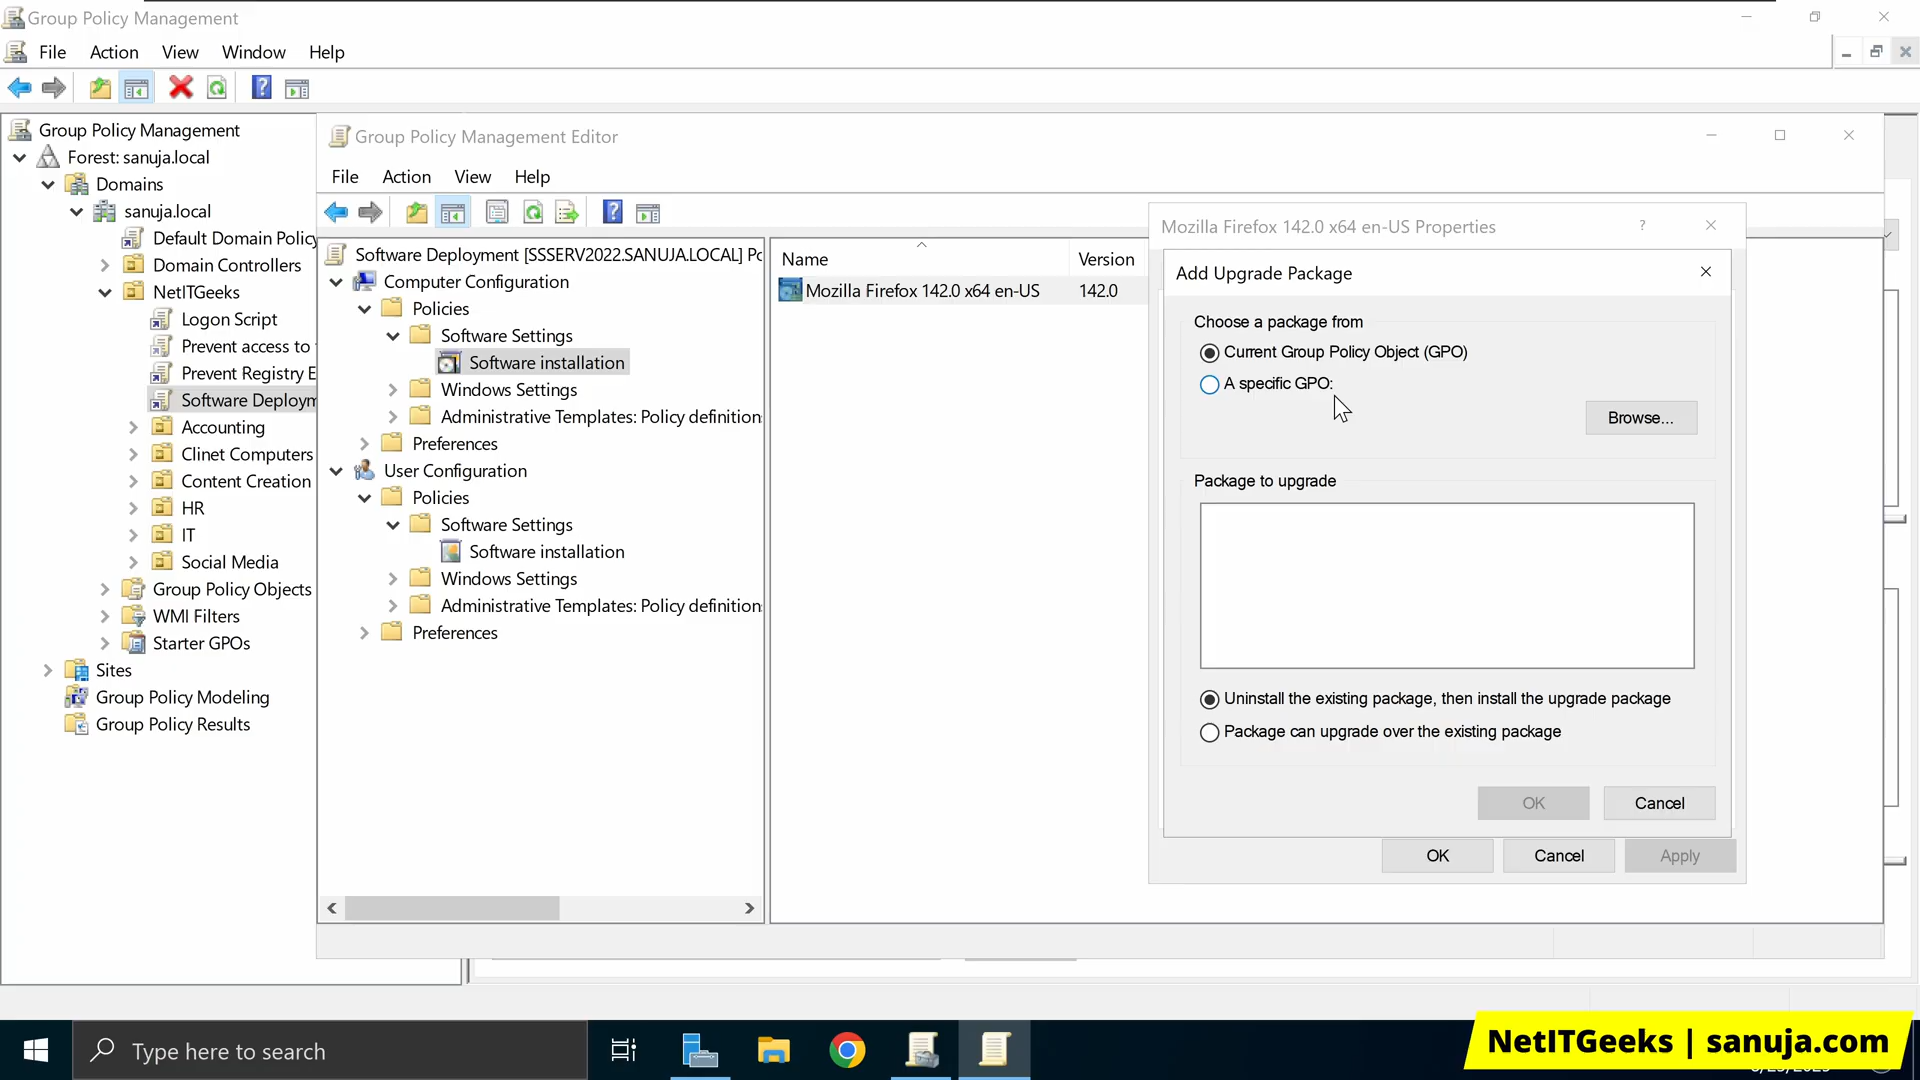 Group Policy Management
File Action View Window Help
Group Policy Management
Forest: sanuja.local
Domains
sanuja.local
Default Domain Policy
Domain Controllers
NetITGeeks
Logon Script
Prevent access to
Prevent Registry E
Software Deploym
Accounting
Clinet Computers
Content Creation
HR
IT
Social Media
Group Policy Objects
WMI Filters
Starter GPOs
Sites
Group Policy Modeling
Group Policy Results
Group Policy Management Editor
File Action View Help
Software Deployment [SSSERV2022.SANUJA.LOCAL] Pc
Computer Configuration
Policies
Software Settings
Software installation
Windows Settings
Administrative Templates: Policy definition
Preferences
User Configuration
Policies
Software Settings
Software installation
Windows Settings
Administrative Templates: Policy definition
Preferences
Name Version
Mozilla Firefox 142.0 x64 en-US 142.0
Mozilla Firefox 142.0 x64 en-US Properties
Add Upgrade Package
Choose a package from
Current Group Policy Object (GPO)
A specific GPO:
Browse...
Package to upgrade
Uninstall the existing package, then install the upgrade package
Package can upgrade over the existing package
OK Cancel
OK Cancel Apply
Type here to search
NetITGeeks | sanuja.com